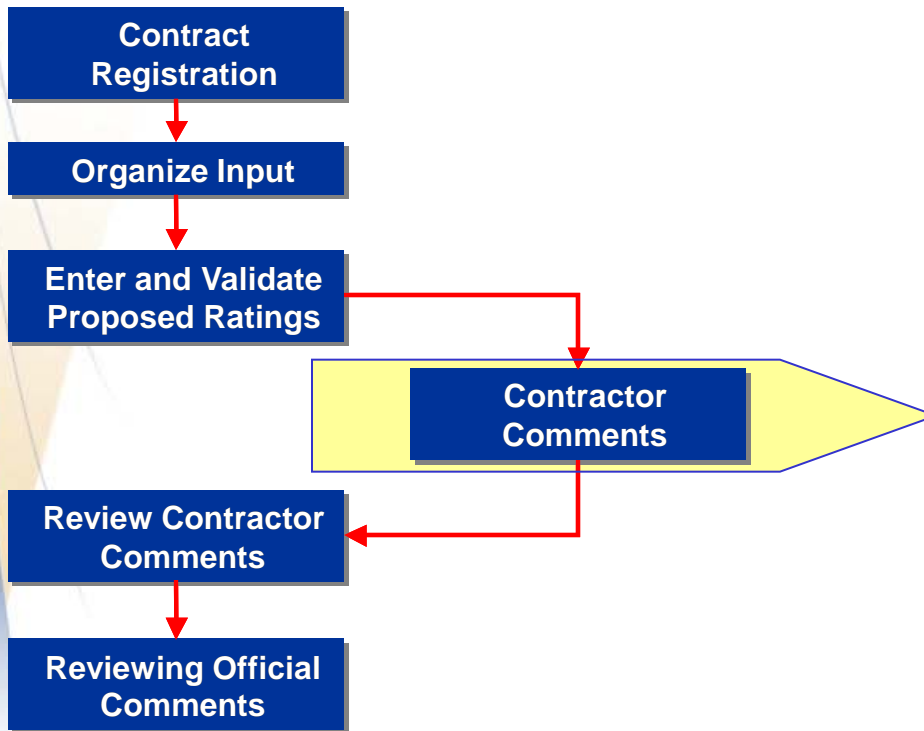 Contract
Registration
Organize Input
Enter and Validate
Proposed Ratings
Contractor
Comments
Review Contractor
Comments
Reviewing Official
Comments